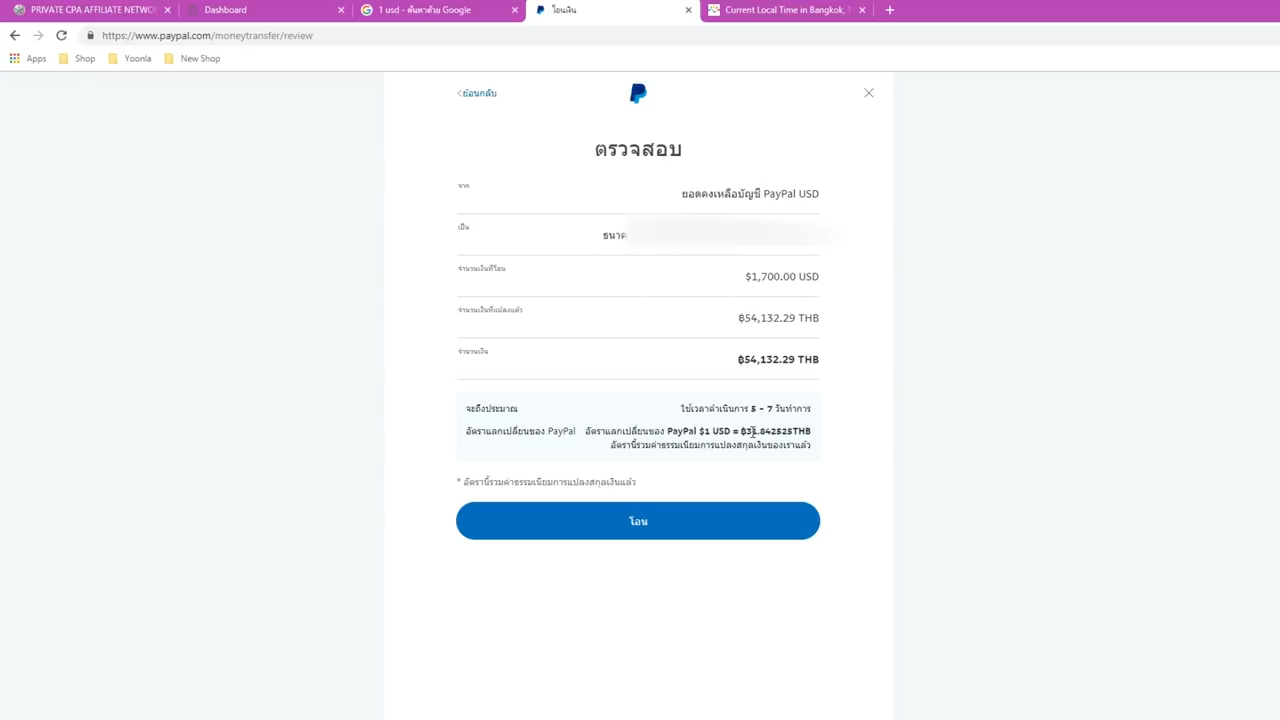 PRIVATE CPA AFFILIATE NETWOR
Dashboard
1 usd - ค้นหาด้วย Google
โอนเงิน
Current Local Time in Bangkok,
https://www.paypal.com/moneytransfer/review
Apps Shop Yoonla New Shop
ย้อนกลับ
ตรวจสอบ
จาก
ยอดคงเหลือบัญชี PayPal USD
เป็น
ธนาค
จำนวนเงินที่โอน
$1,700.00 USD
จำนวนเงินที่แปลงแล้ว
฿54,132.29 THB
จำนวนเงิน
฿54,132.29 THB
จะถึงประมาณ ใช้เวลาดำเนินการ 5 - 7 วันทำการ
อัตราแลกเปลี่ยนของ PayPal อัตราแลกเปลี่ยนของ PayPal $1 USD = ฿31.842525THB
อัตรานี้รวมค่าธรรมเนียมการแปลงสกุลเงินของเราแล้ว
* อัตรานี้รวมค่าธรรมเนียมการแปลงสกุลเงินแล้ว
โอน